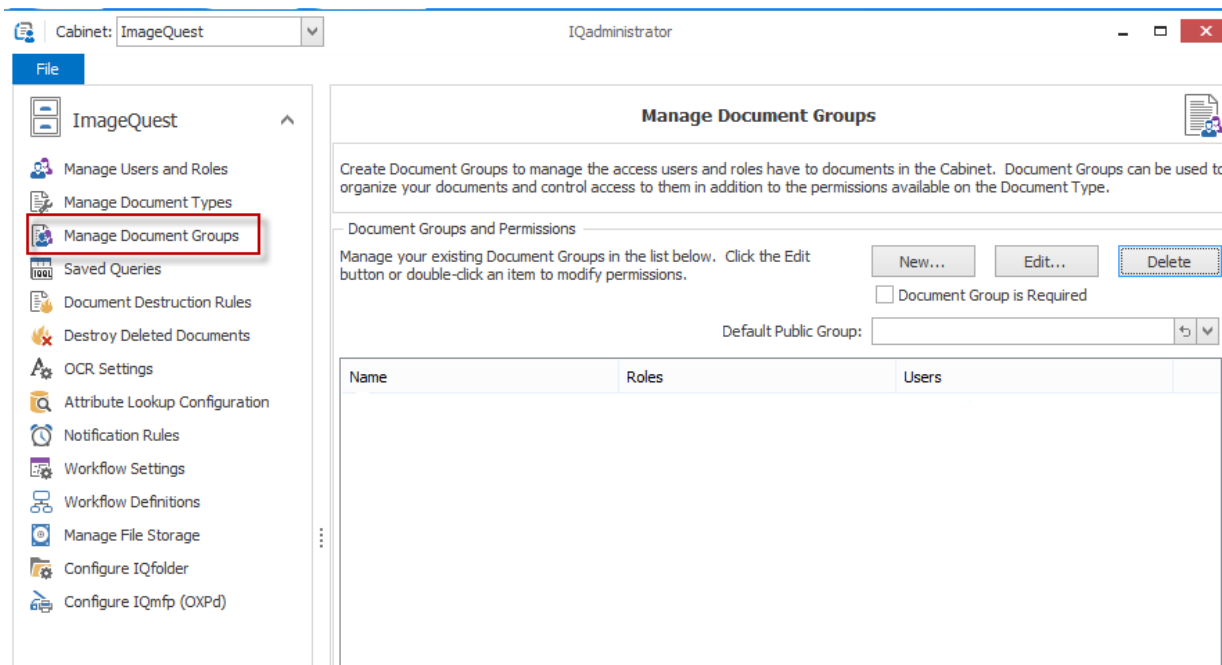 Cabinet: ImageQuest
IQadministrator
File
ImageQuest
Manage Users and Roles
Manage Document Types
Manage Document Groups
Saved Queries
Document Destruction Rules
Destroy Deleted Documents
OCR Settings
Attribute Lookup Configuration
Notification Rules
Workflow Settings
Workflow Definitions
Manage File Storage
Configure IQfolder
Configure IQmfp (OXPd)
Manage Document Groups
Create Document Groups to manage the access users and roles have to documents in the Cabinet. Document Groups can be used to
organize your documents and control access to them in addition to the permissions available on the Document Type.
Document Groups and Permissions
Manage your existing Document Groups in the list below. Click the Edit
button or double-click an item to modify permissions.
New...
Edit...
Delete
Document Group is Required
Default Public Group:
Name
Roles
Users